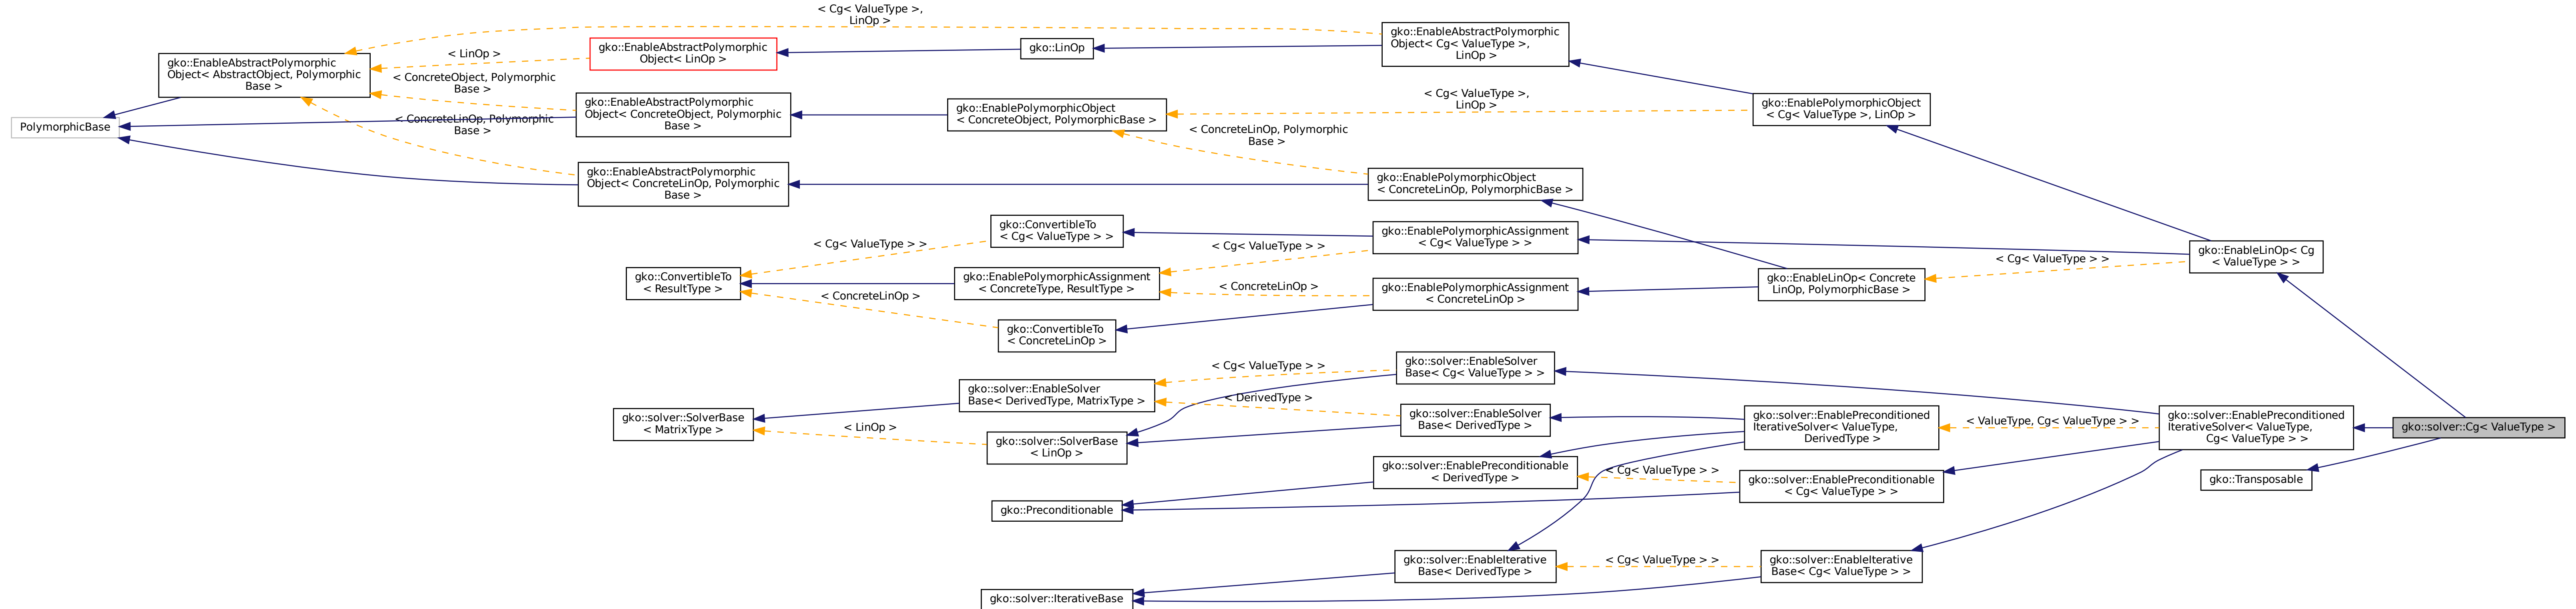 PolymorphicBase
gko::EnableAbstractPolymorphic
Object< AbstractObject, Polymorphic
Base >
< Cg< ValueType >,
LinOp >
< LinOp >
< ConcreteObject, Polymorphic
Base >
< ConcreteLinOp, Polymorphic
Base >
gko::EnableAbstractPolymorphic
Object< LinOp >
gko::EnableAbstractPolymorphic
Object< ConcreteObject, Polymorphic
Base >
gko::EnableAbstractPolymorphic
Object< ConcreteLinOp, Polymorphic
Base >
gko::LinOp
gko::EnablePolymorphicObject
< ConcreteObject, PolymorphicBase >
gko::EnableAbstractPolymorphic
Object< Cg< ValueType >,
LinOp >
< Cg< ValueType >,
LinOp >
< ConcreteLinOp, Polymorphic
Base >
gko::EnablePolymorphicObject
< Cg< ValueType >, LinOp >
gko::EnablePolymorphicObject
< ConcreteLinOp, PolymorphicBase >
gko::ConvertibleTo
< ResultType >
< Cg< ValueType > >
< ConcreteLinOp >
gko::ConvertibleTo
< Cg< ValueType > >
gko::EnablePolymorphicAssignment
< ConcreteType, ResultType >
gko::ConvertibleTo
< ConcreteLinOp >
< Cg< ValueType > >
< ConcreteLinOp >
gko::EnablePolymorphicAssignment
< Cg< ValueType > >
gko::EnablePolymorphicAssignment
< ConcreteLinOp >
gko::EnableLinOp< Concrete
LinOp, PolymorphicBase >
< Cg< ValueType > >
gko::EnableLinOp< Cg
< ValueType > >
gko::solver::SolverBase
< MatrixType >
< LinOp >
gko::solver::EnableSolver
Base< DerivedType, MatrixType >
gko::solver::SolverBase
< LinOp >
< Cg< ValueType > >
< DerivedType >
gko::solver::EnableSolver
Base< Cg< ValueType > >
gko::solver::EnableSolver
Base< DerivedType >
gko::solver::EnablePreconditionable
< DerivedType >
< Cg< ValueType > >
gko::solver::EnablePreconditioned
IterativeSolver< ValueType,
DerivedType >
gko::solver::EnablePreconditionable
< Cg< ValueType > >
< ValueType, Cg< ValueType > >
gko::solver::EnablePreconditioned
IterativeSolver< ValueType,
Cg< ValueType > >
gko::solver::Cg< ValueType >
gko::Transposable
gko::Preconditionable
gko::solver::EnableIterative
Base< DerivedType >
< Cg< ValueType > >
gko::solver::EnableIterative
Base< Cg< ValueType > >
gko::solver::IterativeBase